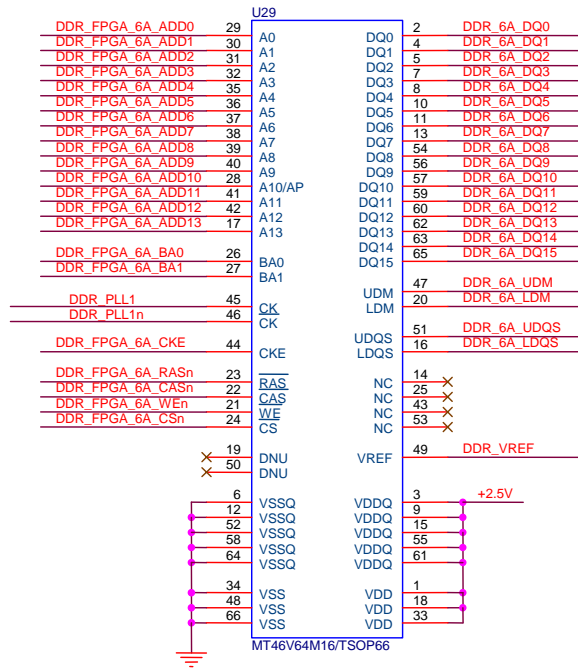 U29
DDR_FPGA_6A_ADD0 29 A0 DQ0 2 DDR_6A_DQ0
DDR_FPGA_6A_ADD1 30 A1 DQ1 4 DDR_6A_DQ1
DDR_FPGA_6A_ADD2 31 A2 DQ2 5 DDR_6A_DQ2
DDR_FPGA_6A_ADD3 32 A3 DQ3 7 DDR_6A_DQ3
DDR_FPGA_6A_ADD4 35 A4 DQ4 8 DDR_6A_DQ4
DDR_FPGA_6A_ADD5 36 A5 DQ5 10 DDR_6A_DQ5
DDR_FPGA_6A_ADD6 37 A6 DQ6 11 DDR_6A_DQ6
DDR_FPGA_6A_ADD7 38 A7 DQ7 13 DDR_6A_DQ7
DDR_FPGA_6A_ADD8 39 A8 DQ8 54 DDR_6A_DQ8
DDR_FPGA_6A_ADD9 40 A9 DQ9 56 DDR_6A_DQ9
DDR_FPGA_6A_ADD10 28 A10/AP DQ10 57 DDR_6A_DQ10
DDR_FPGA_6A_ADD11 41 A11 DQ11 59 DDR_6A_DQ11
DDR_FPGA_6A_ADD12 42 A12 DQ12 60 DDR_6A_DQ12
DDR_FPGA_6A_ADD13 17 A13 DQ13 62 DDR_6A_DQ13
DQ14 63 DDR_6A_DQ14
DDR_FPGA_6A_BA0 26 BA0 DQ15 65 DDR_6A_DQ15
DDR_FPGA_6A_BA1 27 BA1
UDM 47 DDR_6A_UDM
DDR_PLL1 45 CK LDM 20 DDR_6A_LDM
DDR_PLL1n 46 CK
UDQS 51 DDR_6A_UDQS
DDR_FPGA_6A_CKE 44 CKE LDQS 16 DDR_6A_LDQS
DDR_FPGA_6A_RASn 23 RAS NC 14
DDR_FPGA_6A_CASn 22 CAS NC 25
DDR_FPGA_6A_WEn 21 WE NC 43
DDR_FPGA_6A_CSn 24 CS NC 53
19 DNU VREF 49 DDR_VREF
50 DNU
6 VSSQ VDDQ 3 +2.5V
12 VSSQ VDDQ 9
52 VSSQ VDDQ 15
58 VSSQ VDDQ 55
64 VSSQ VDDQ 61
34 VSS VDD 1
48 VSS VDD 18
66 VSS VDD 33
MT46V64M16/TSOP66